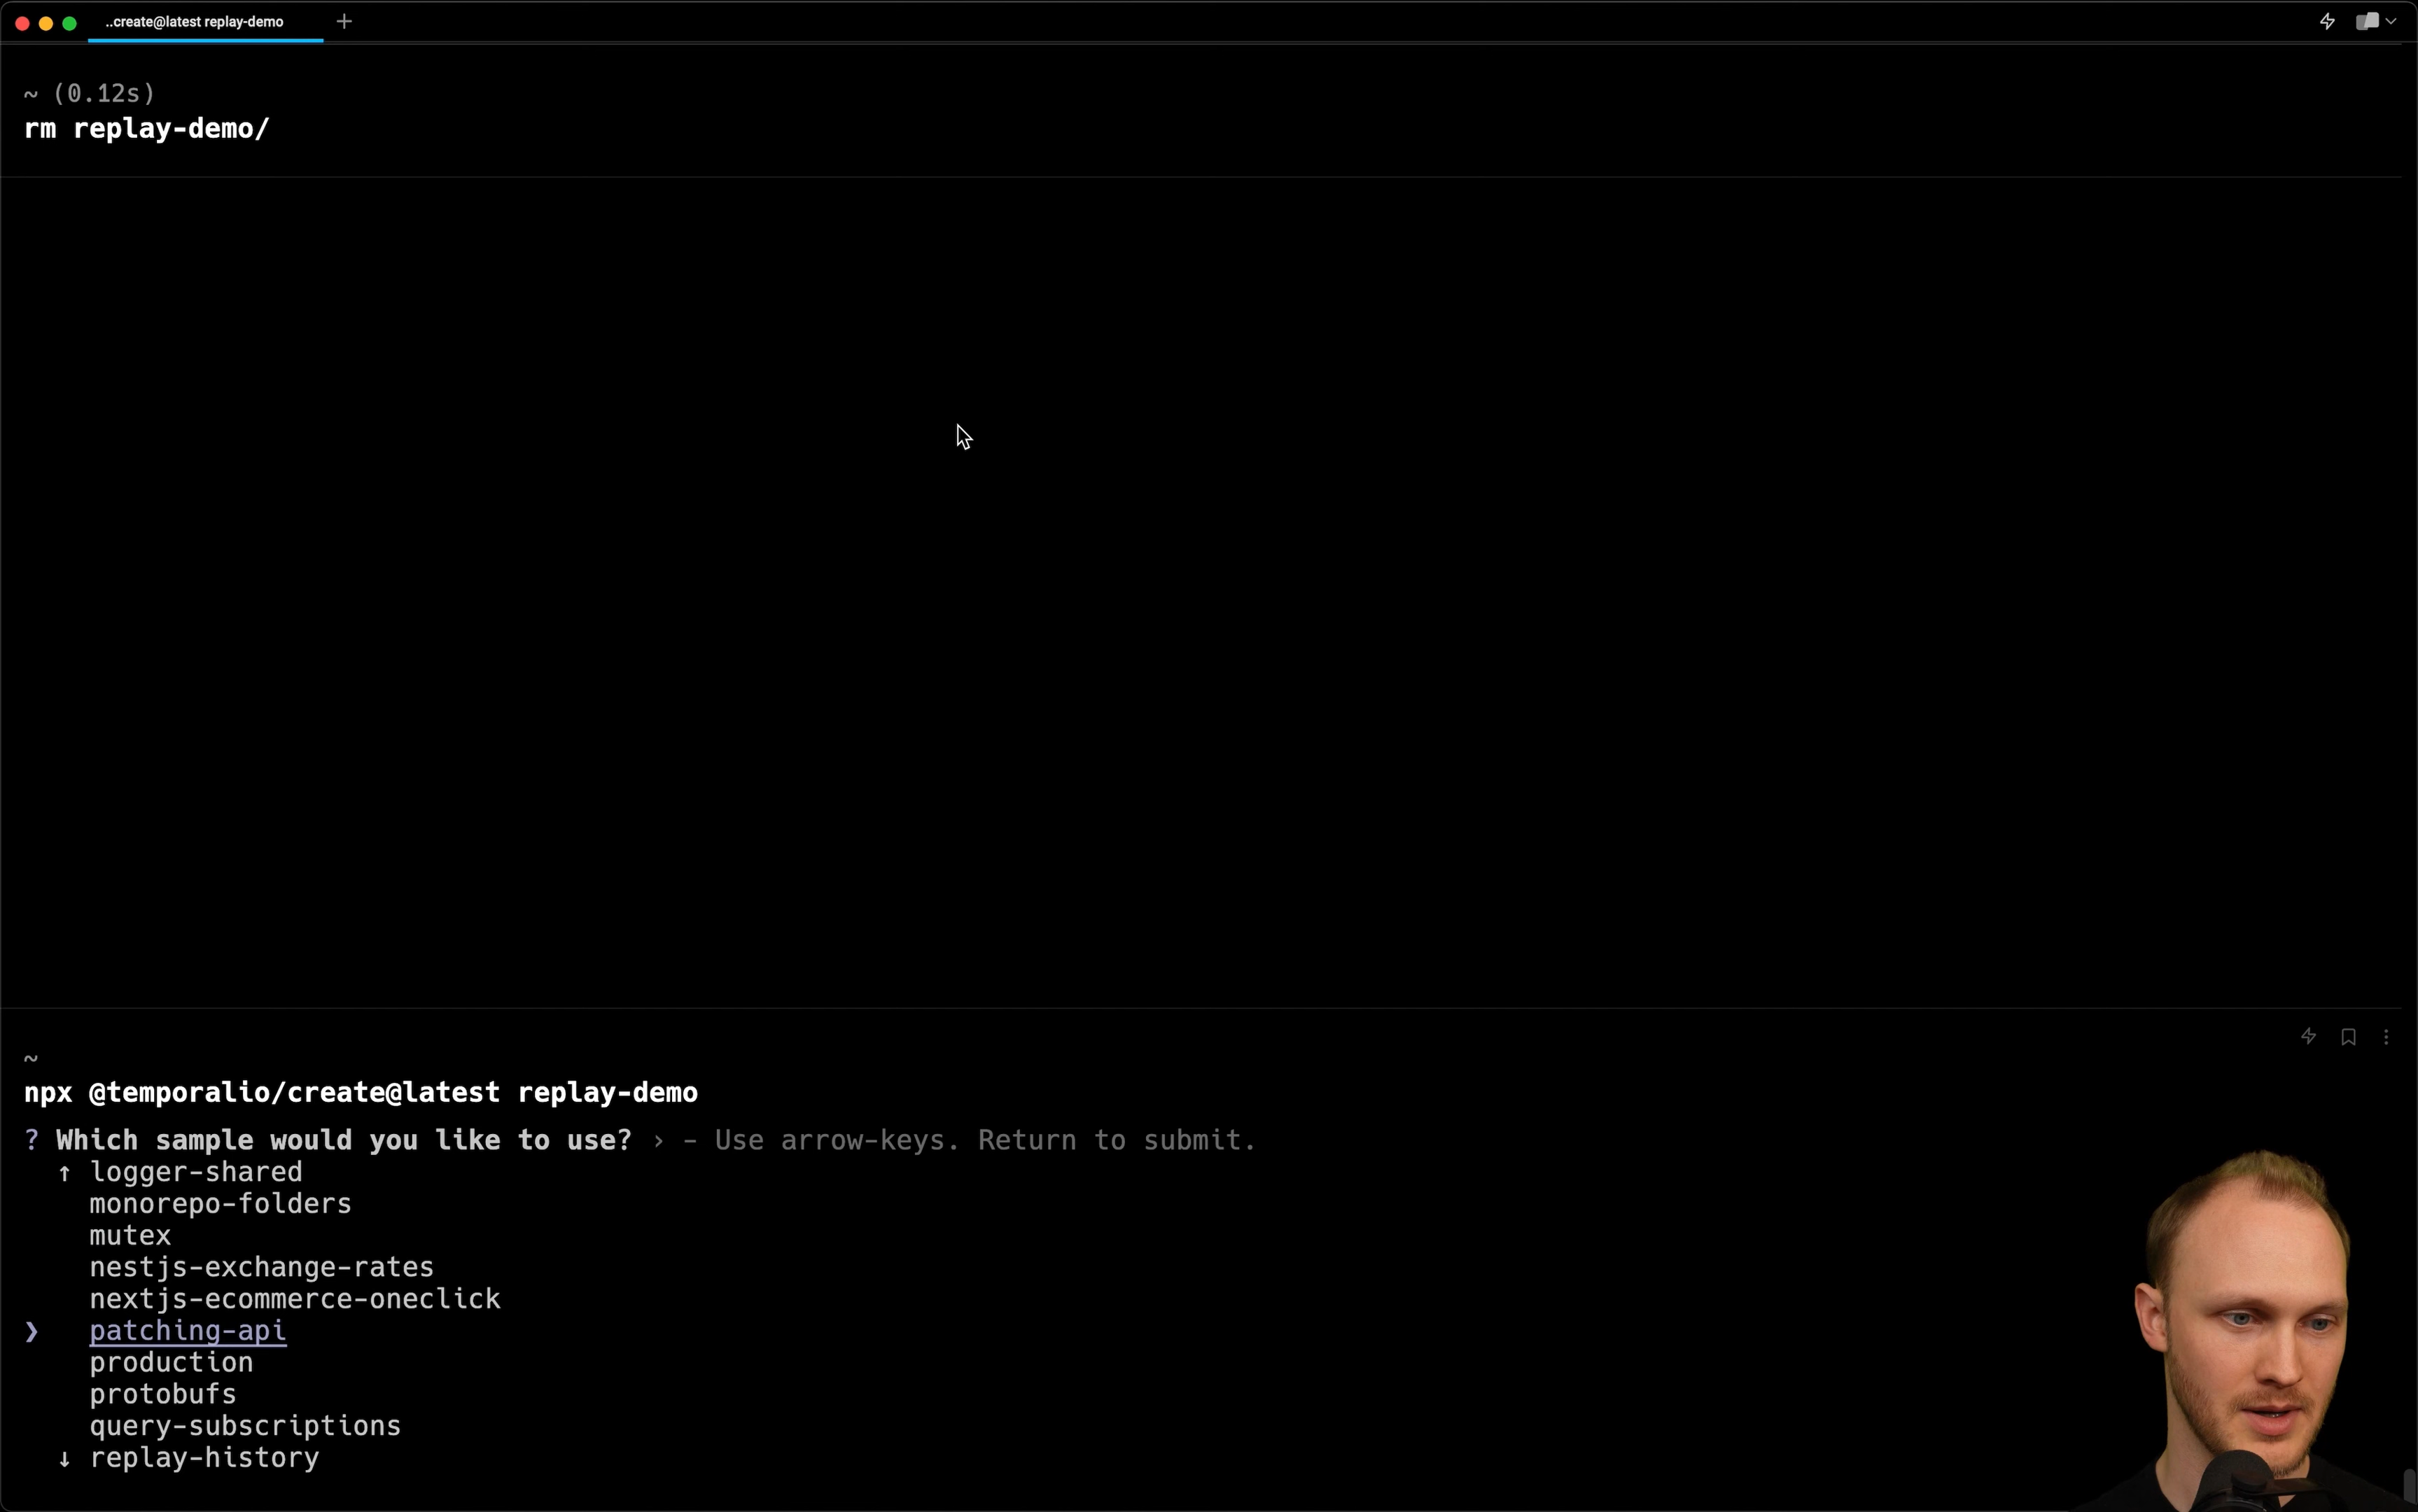 ..create@latest replay-demo
~ (0.12s)
rm replay-demo/
~
npx @temporalio/create@latest replay-demo
? Which sample would you like to use? › - Use arrow-keys. Return to submit.
↑ logger-shared
monorepo-folders
mutex
nestjs-exchange-rates
nextjs-ecommerce-oneclick
❯ patching-api
production
protobufs
query-subscriptions
↓ replay-history